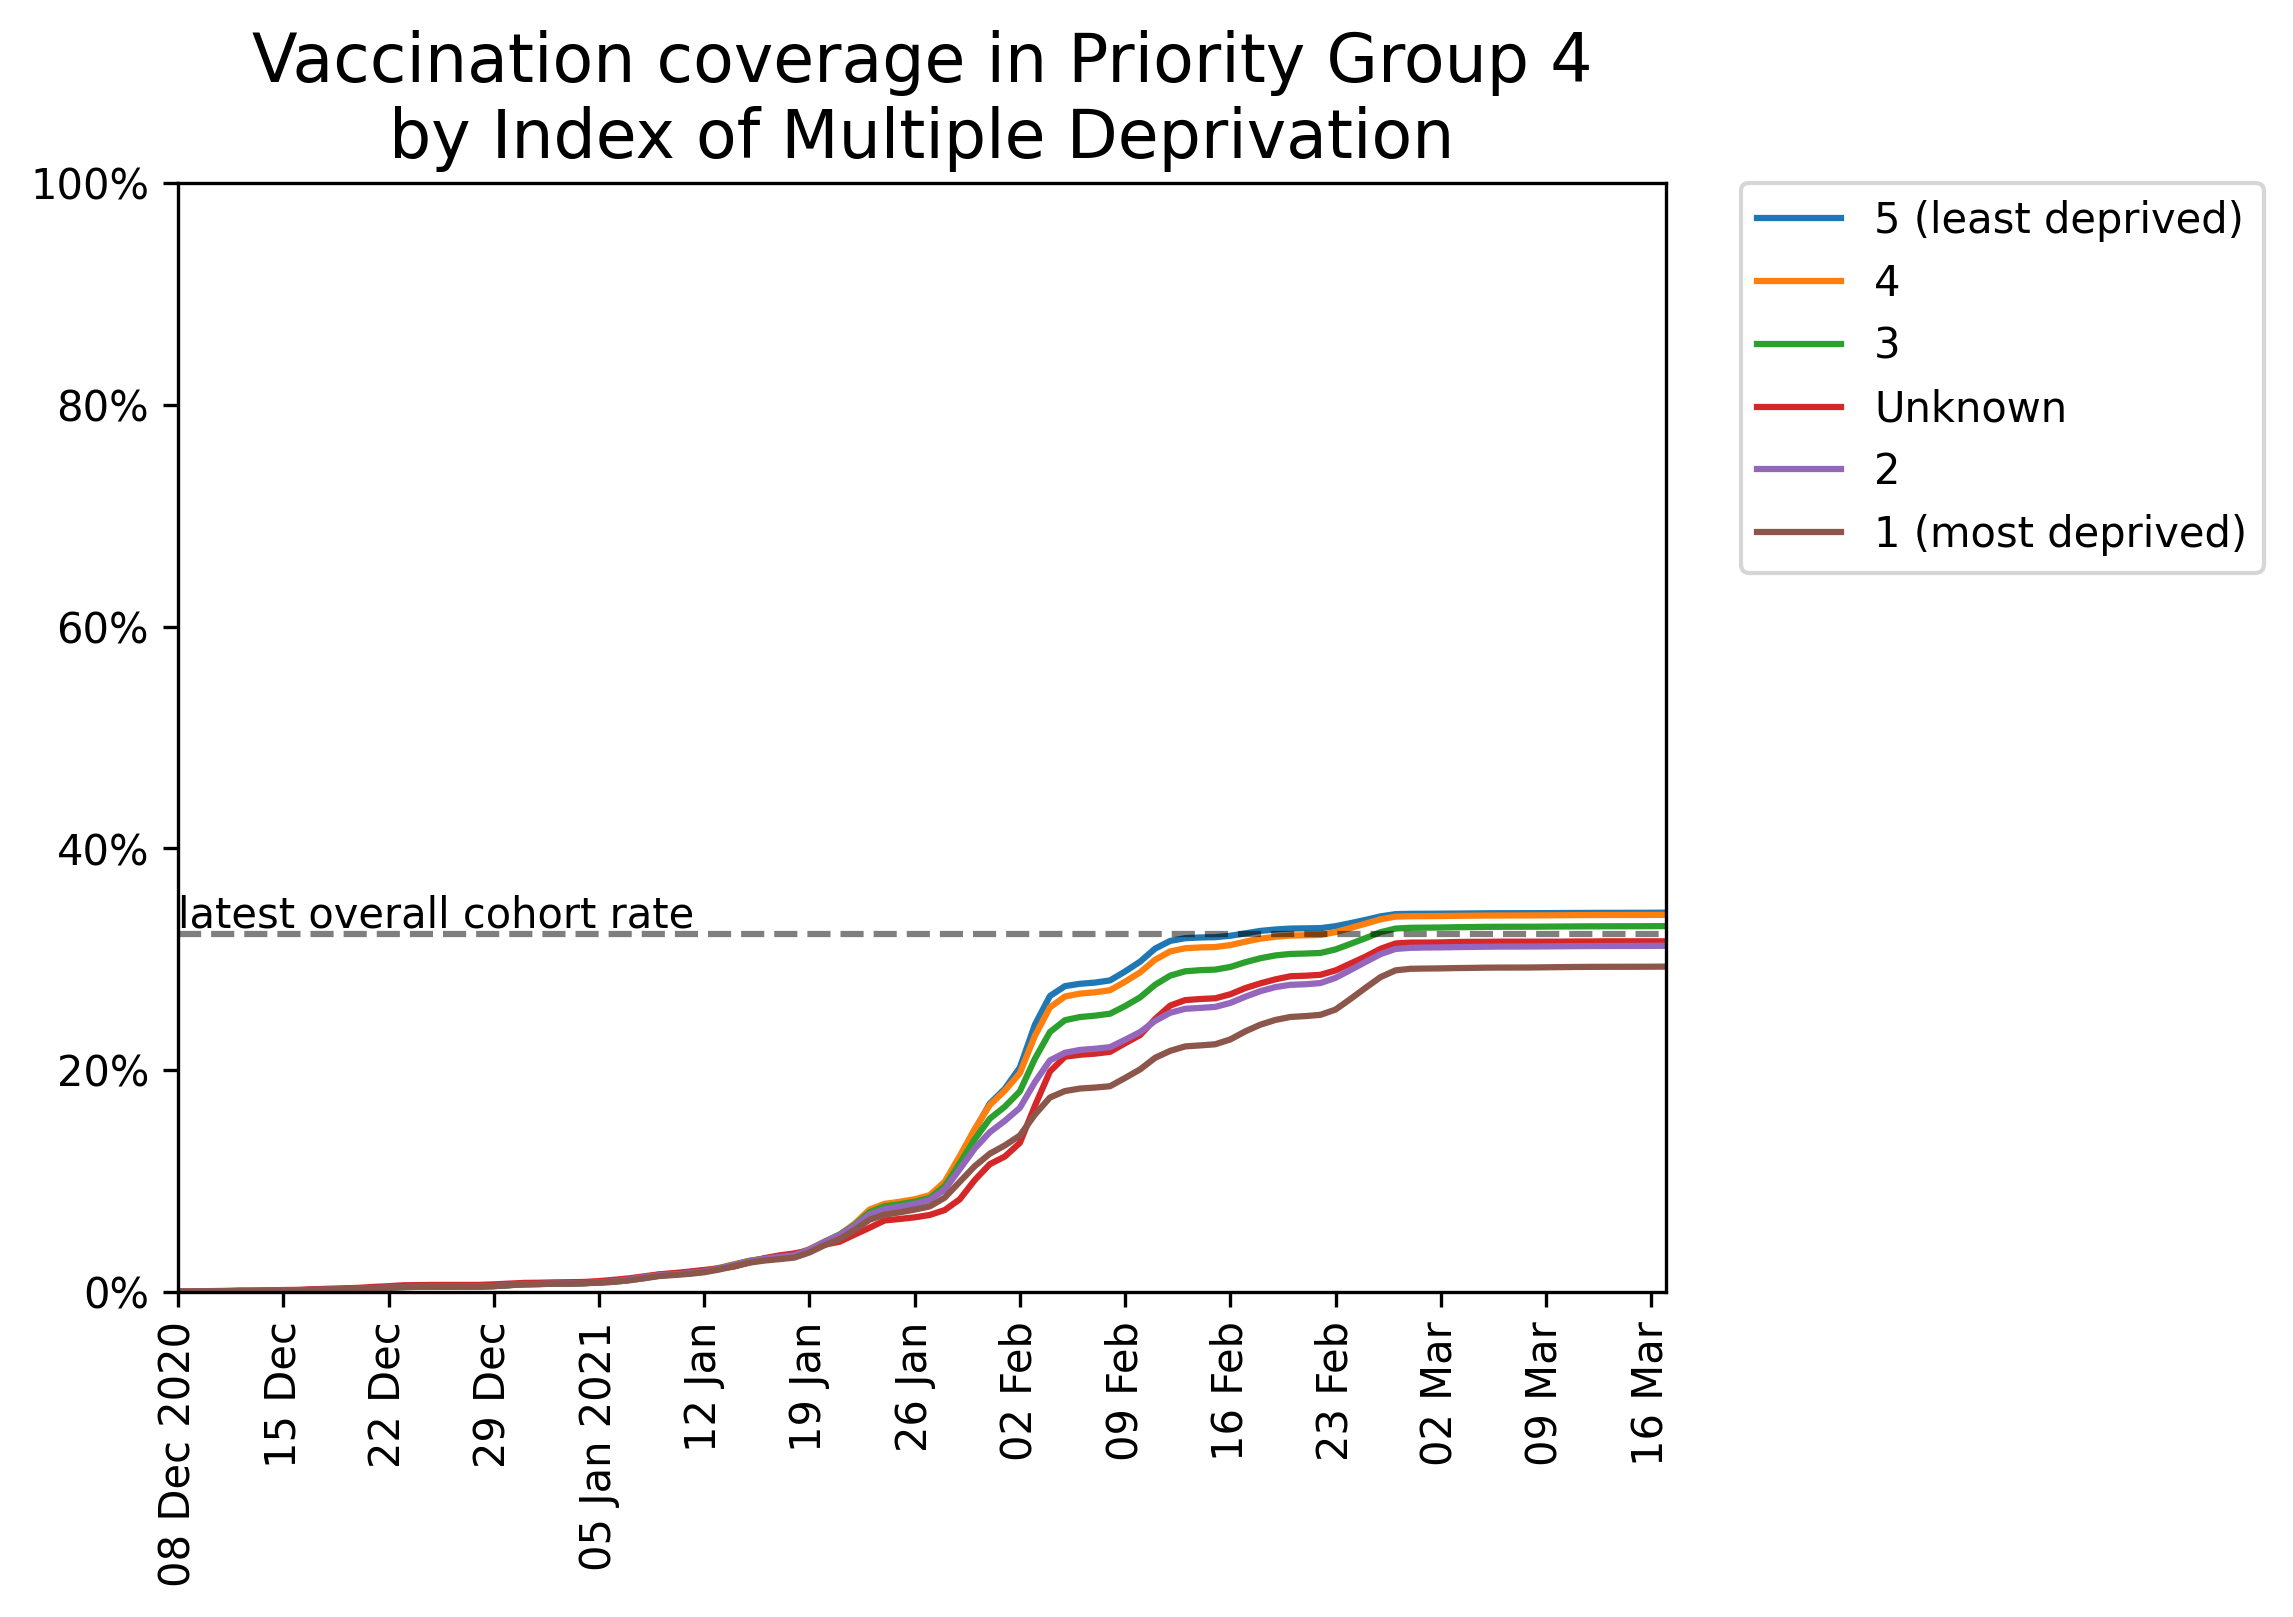 Vaccination coverage in Priority Group 4
by Index of Multiple Deprivation
100%
80%
60%
40%
20%
0%
latest overall cohort rate
08 Dec 2020
15 Dec
22 Dec
29 Dec
05 Jan 2021
12 Jan
19 Jan
26 Jan
02 Feb
09 Feb
16 Feb
23 Feb
02 Mar
09 Mar
16 Mar
5 (least deprived)
4
3
Unknown
2
1 (most deprived)